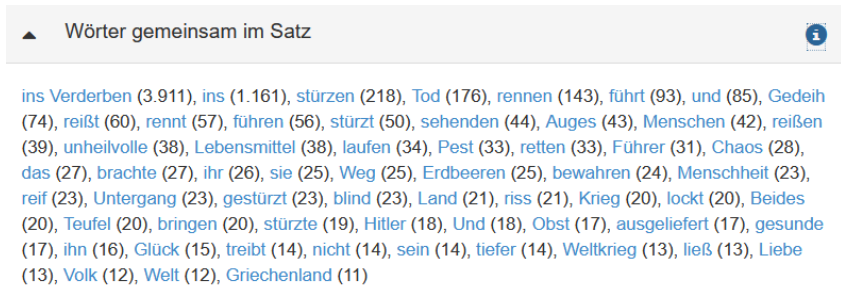 Wörter gemeinsam im Satz
ins Verderben (3.911), ins (1.161), stürzen (218), Tod (176), rennen (143), führt (93), und (85), Gedeih
(74), reißt (60), rennt (57), führen (56), stürzt (50), sehenden (44), Auges (43), Menschen (42), reißen
(39), unheilvolle (38), Lebensmittel (38), laufen (34), Pest (33), retten (33), Führer (31), Chaos (28),
das (27), brachte (27), ihr (26), sie (25), Weg (25), Erdbeeren (25), bewahren (24), Menschheit (23),
reif (23), Untergang (23), gestürzt (23), blind (23), Land (21), riss (21), Krieg (20), lockt (20), Beides
(20), Teufel (20), bringen (20), stürzte (19), Hitler (18), Und (18), Obst (17), ausgeliefert (17), gesunde
(17), ihn (16), Glück (15), treibt (14), nicht (14), sein (14), tiefer (14), Weltkrieg (13), ließ (13), Liebe
(13), Volk (12), Welt (12), Griechenland (11)